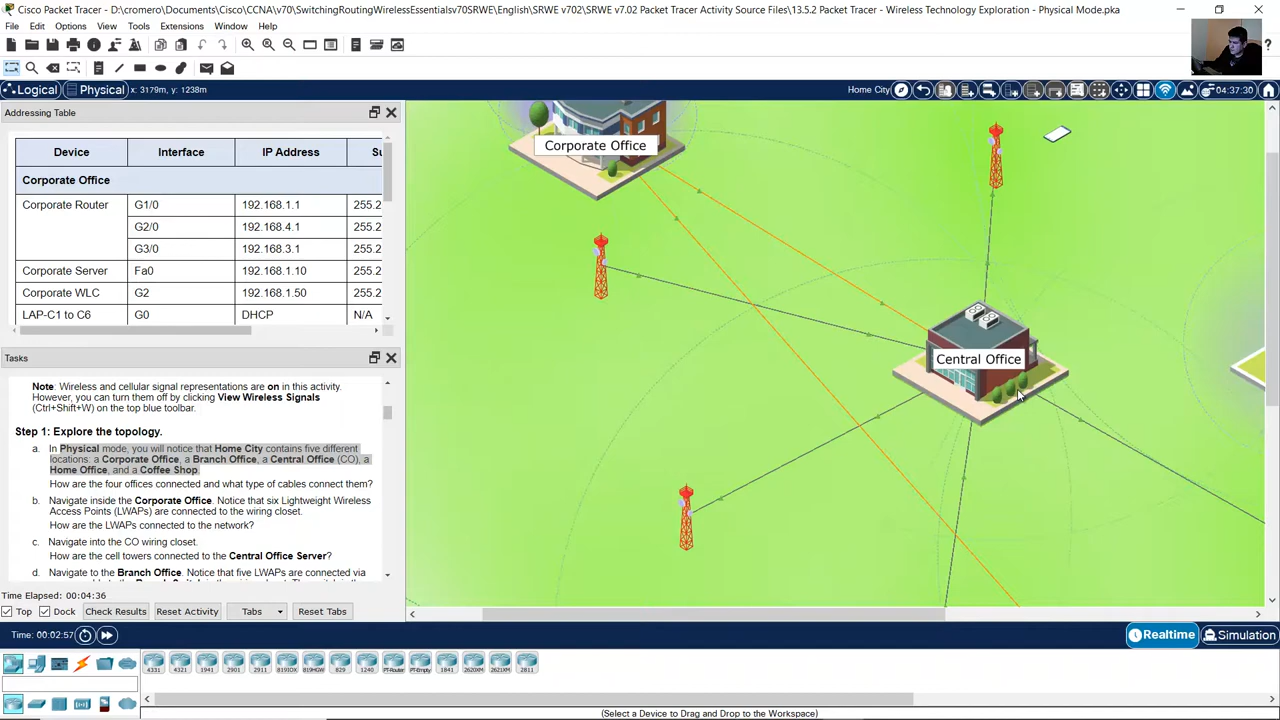 Cisco Packet Tracer - C:\Users\cromero\Documents\Cisco\CCNA\v70\SwitchingRoutingWirelessEssentialsv70SRWE\English\SRWE v702\SRWE v7.02 Packet Tracer Activity Source Files\13.5.2 Packet Tracer - Wireless Technology Exploration - Physical Mode.pka
File Edit Options View Tools Extensions Window Help
Logical Physical x: 3179m, y: 1238m Home City 04:37:30
Addressing Table
Device Interface IP Address Su
Corporate Office
Corporate Router G1/0 192.168.1.1 255.2
G2/0 192.168.4.1 255.2
G3/0 192.168.3.1 255.2
Corporate Server Fa0 192.168.1.10 255.2
Corporate WLC G2 192.168.1.50 255.2
LAP-C1 to C6 G0 DHCP N/A
Tasks
Note: Wireless and cellular signal representations are on in this activity.
However, you can turn them off by clicking View Wireless Signals
(Ctrl+Shift+W) on the top blue toolbar.
Step 1: Explore the topology.
a. In Physical mode, you will notice that Home City contains five different
locations: a Corporate Office, a Branch Office, a Central Office (CO), a
Home Office, and a Coffee Shop.
How are the four offices connected and what type of cables connect them?
b. Navigate inside the Corporate Office. Notice that six Lightweight Wireless
Access Points (LWAPs) are connected to the wiring closet.
How are the LWAPs connected to the network?
c. Navigate into the CO wiring closet.
How are the cell towers connected to the Central Office Server?
d. Navigate to the Branch Office. Notice that five LWAPs are connected via
Time Elapsed: 00:04:36
Top Dock Check Results Reset Activity Tabs Reset Tabs
Corporate Office
Central Office
Time: 00:02:57 Realtime Simulation
4331 4321 1941 2901 2911 819IOX 819HGW 829 1240 PT-Router PT-Empty 1841 2620XM 2621XM 2811
(Select a Device to Drag and Drop to the Workspace)